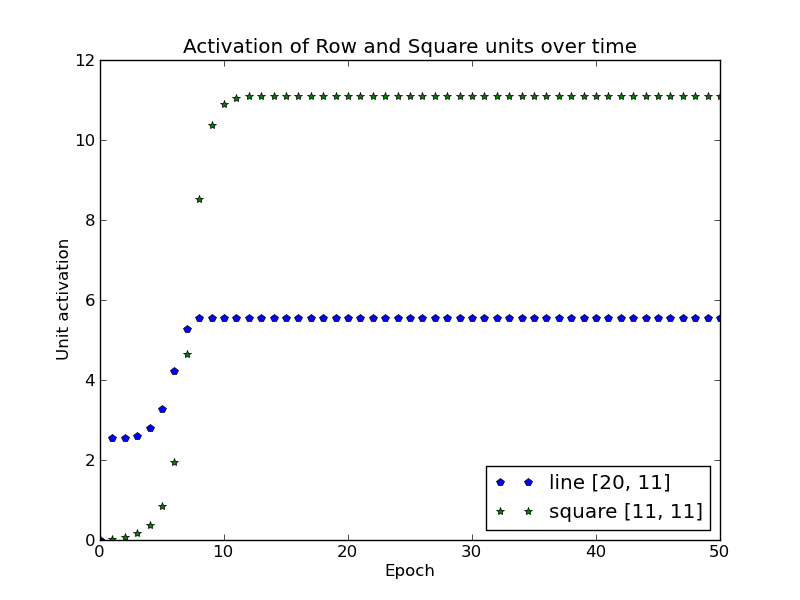 Activation of Row and Square units over time
12
10
8
6
4
2
0
Unit activation
line [20, 11]
square [11, 11]
0 10 20 30 40 50
Epoch